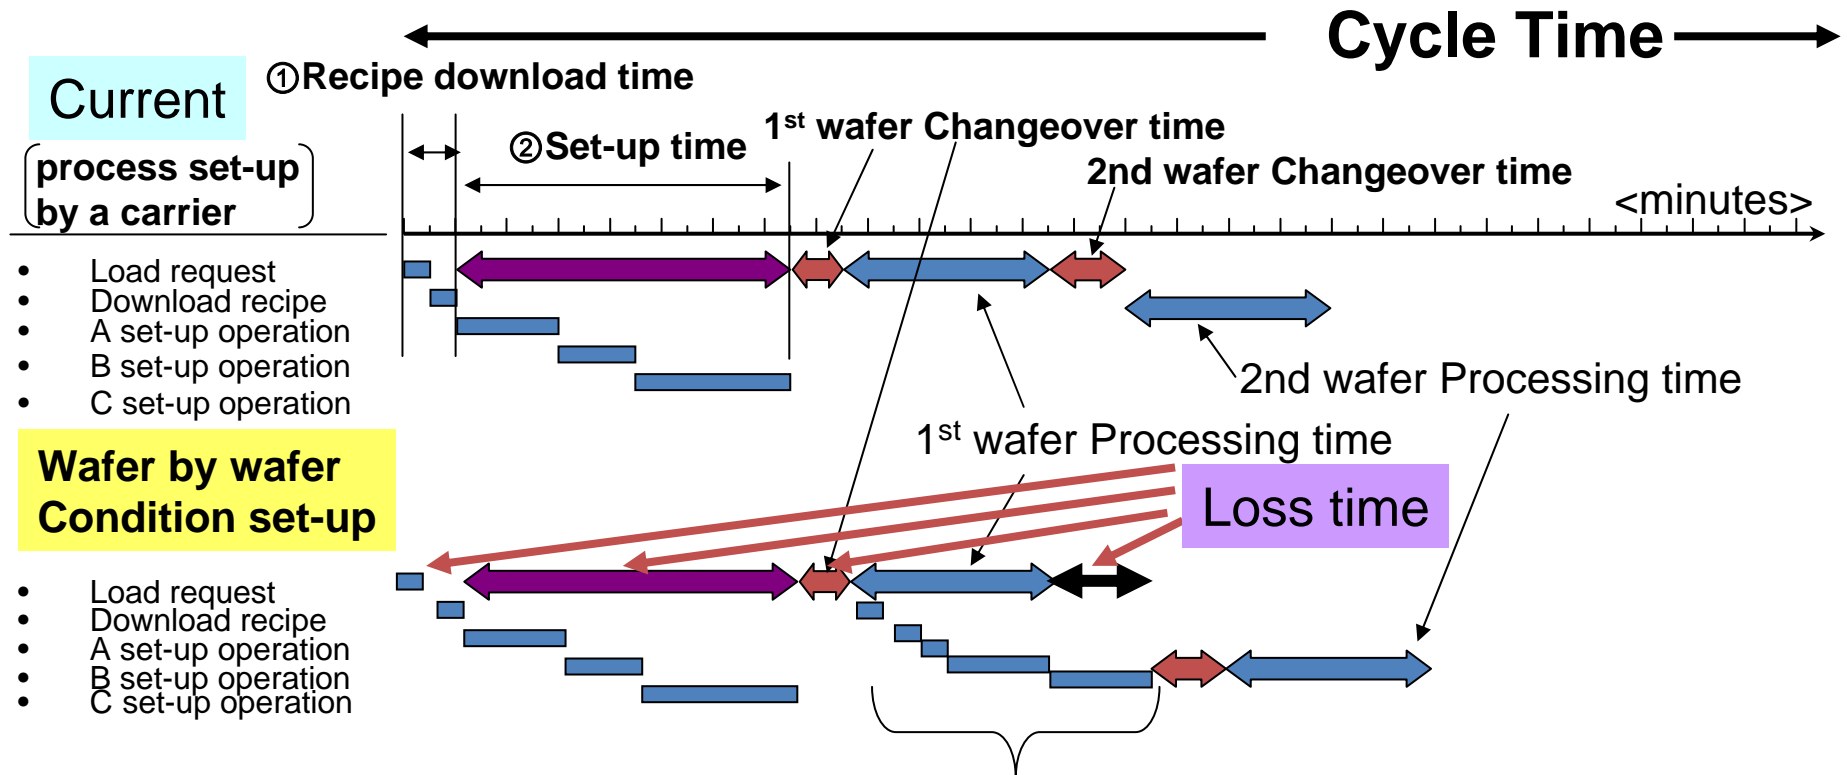 Cycle Time
①Recipe download time
Current
1st wafer Changeover time
②Set-up time
process set-up
by a carrier
2nd wafer Changeover time
<minutes>
• Load request
• Download recipe
• A set-up operation
• B set-up operation
• C set-up operation
2nd wafer Processing time
1st wafer Processing time
Wafer by wafer
Condition set-up
Loss time
• Load request
• Download recipe
• A set-up operation
• B set-up operation
• C set-up operation